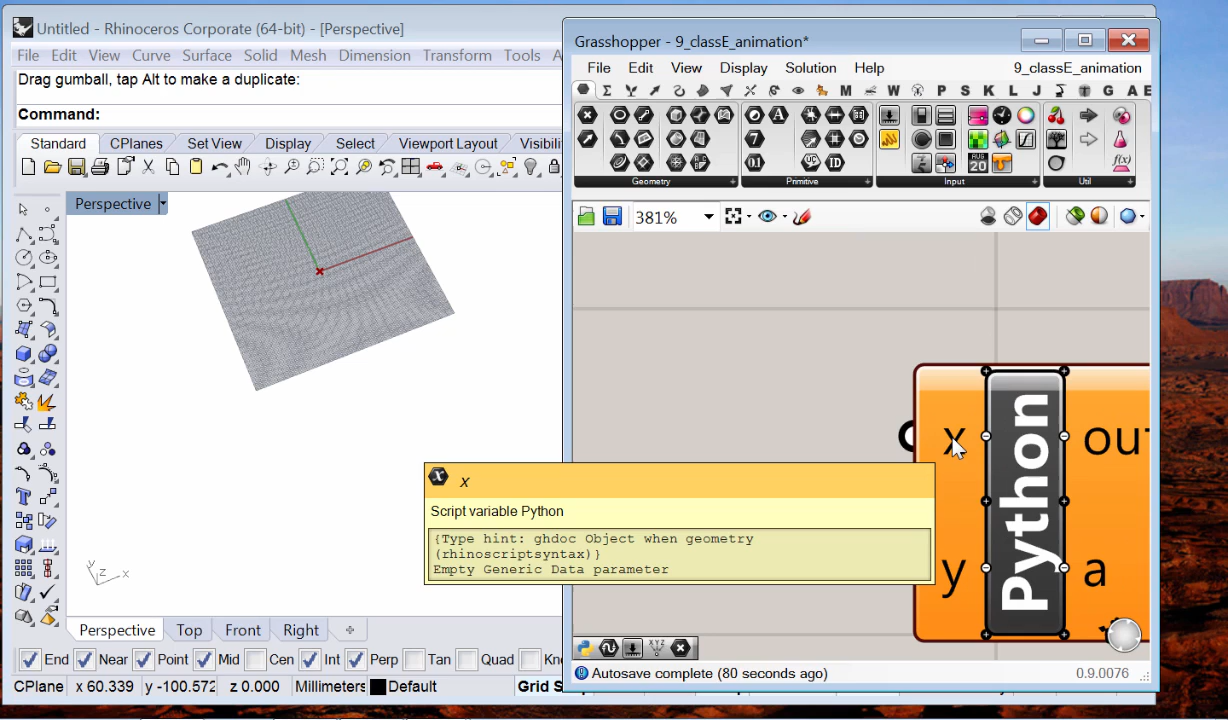 Untitled - Rhinoceros Corporate (64-bit) - [Perspective]
File Edit View Curve Surface Solid Mesh Dimension Transform Tools A
Drag gumball, tap Alt to make a duplicate:
Command:
Standard CPlanes Set View Display Select Viewport Layout Visibili
Perspective
y
z x
Perspective Top Front Right
End Near Point Mid Cen Int Perp Tan Quad Kn
CPlane x 60.339 y -100.572 z 0.000 Millimeters Default Grid S
Grasshopper - 9_classE_animation*
File Edit View Display Solution Help 9_classE_animation
M W P S K L J G A E
Geometry Primitive Input Util
381%
x
Python
out
y
a
x
Script variable Python
{Type hint: ghdoc Object when geometry
(rhinoscriptsyntax)}
Empty Generic Data parameter
Autosave complete (80 seconds ago) 0.9.0076